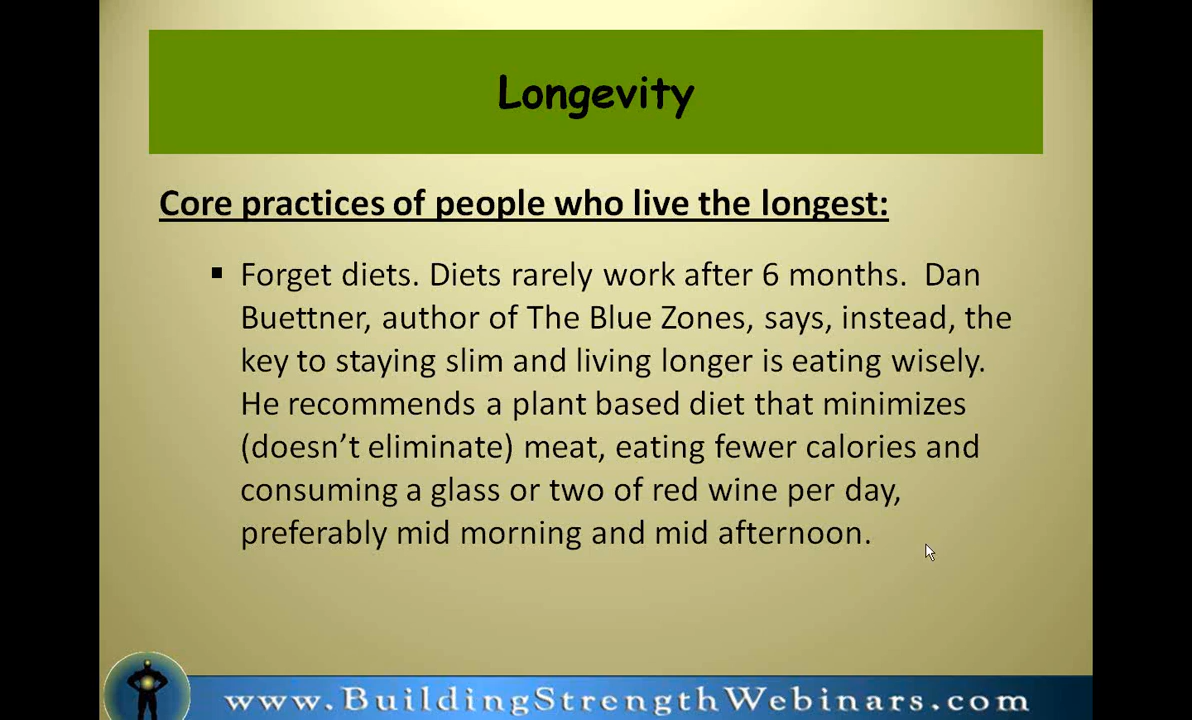 Longevity
Core practices of people who live the longest:
▪ Forget diets. Diets rarely work after 6 months.  Dan
Buettner, author of The Blue Zones, says, instead, the
key to staying slim and living longer is eating wisely.
He recommends a plant based diet that minimizes
(doesn’t eliminate) meat, eating fewer calories and
consuming a glass or two of red wine per day,
preferably mid morning and mid afternoon.
www.BuildingStrengthWebinars.com